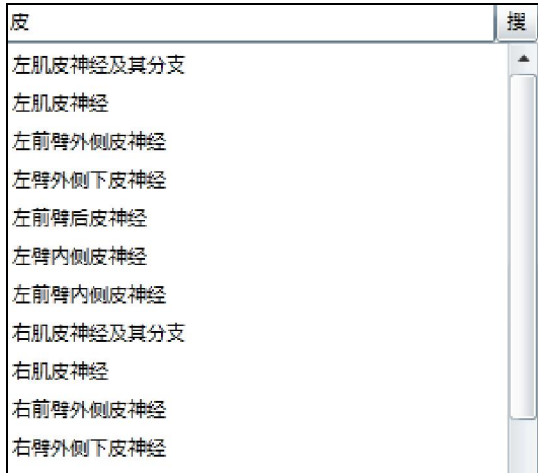 皮
搜
左肌皮神经及其分支
左肌皮神经
左前臂外侧皮神经
左臂外侧下皮神经
左前臂后皮神经
左臂内侧皮神经
左前臂内侧皮神经
右肌皮神经及其分支
右肌皮神经
右前臂外侧皮神经
右臂外侧下皮神经